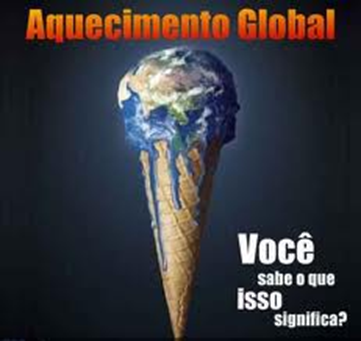 Aquecimento Global
Você
sabe o que
isso
significa?